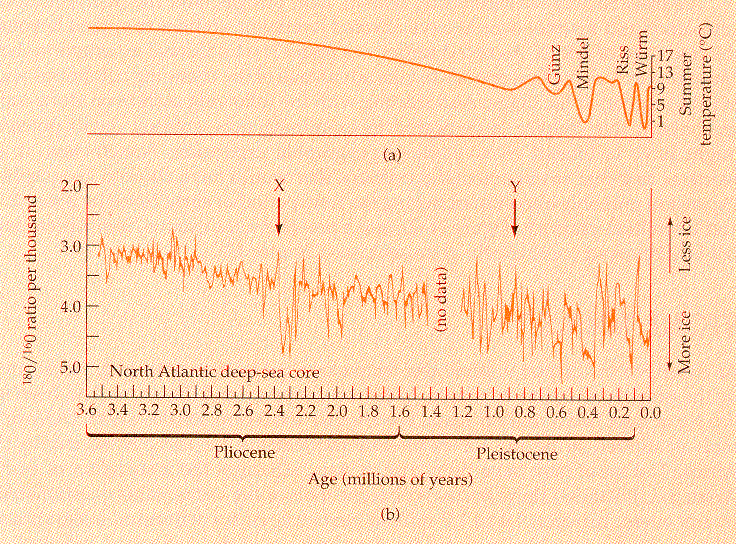 Günz
Mindel
Riss
Würm
17
13
9
5
1
Summer
temperature (°C)
(a)
X
Y
2.0
3.0
4.0
5.0
¹⁸0/¹⁶0 ratio per thousand
(no data)
Less ice
More ice
North Atlantic deep-sea core
3.6 3.4 3.2 3.0 2.8 2.6 2.4 2.2 2.0 1.8 1.6 1.4 1.2 1.0 0.8 0.6 0.4 0.2 0.0
Pliocene
Pleistocene
Age (millions of years)
(b)